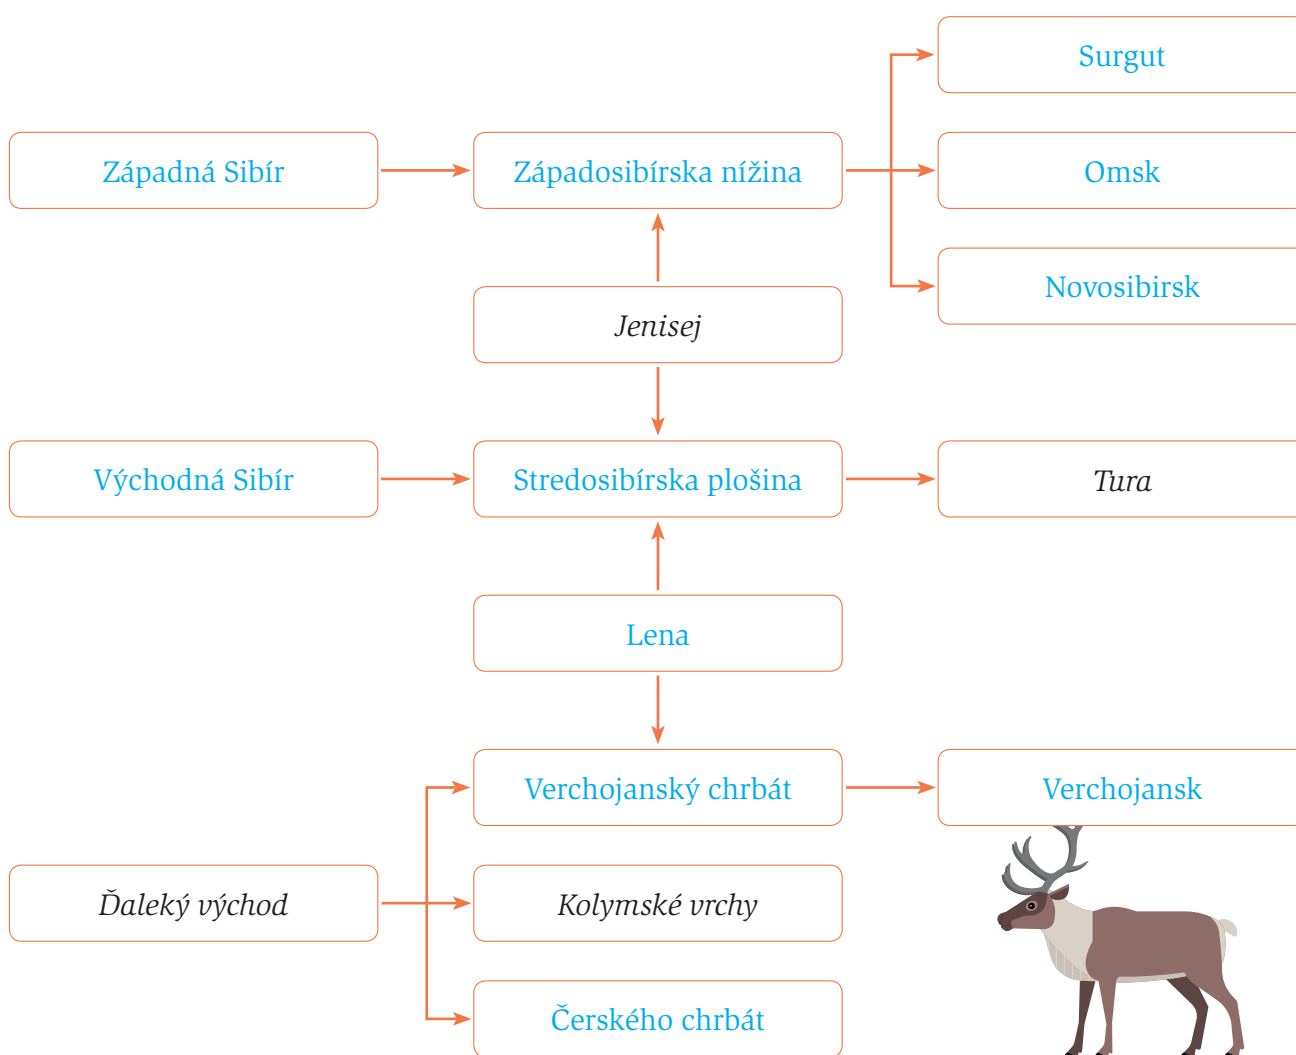 Surgut
Západná Sibír
Západosibírska nížina
Omsk
Novosibirsk
Jenisej
Východná Sibír
Stredosibírska plošina
Tura
Lena
Verchojanský chrbát
Verchojansk
Ďaleký východ
Kolymské vrchy
Čerského chrbát